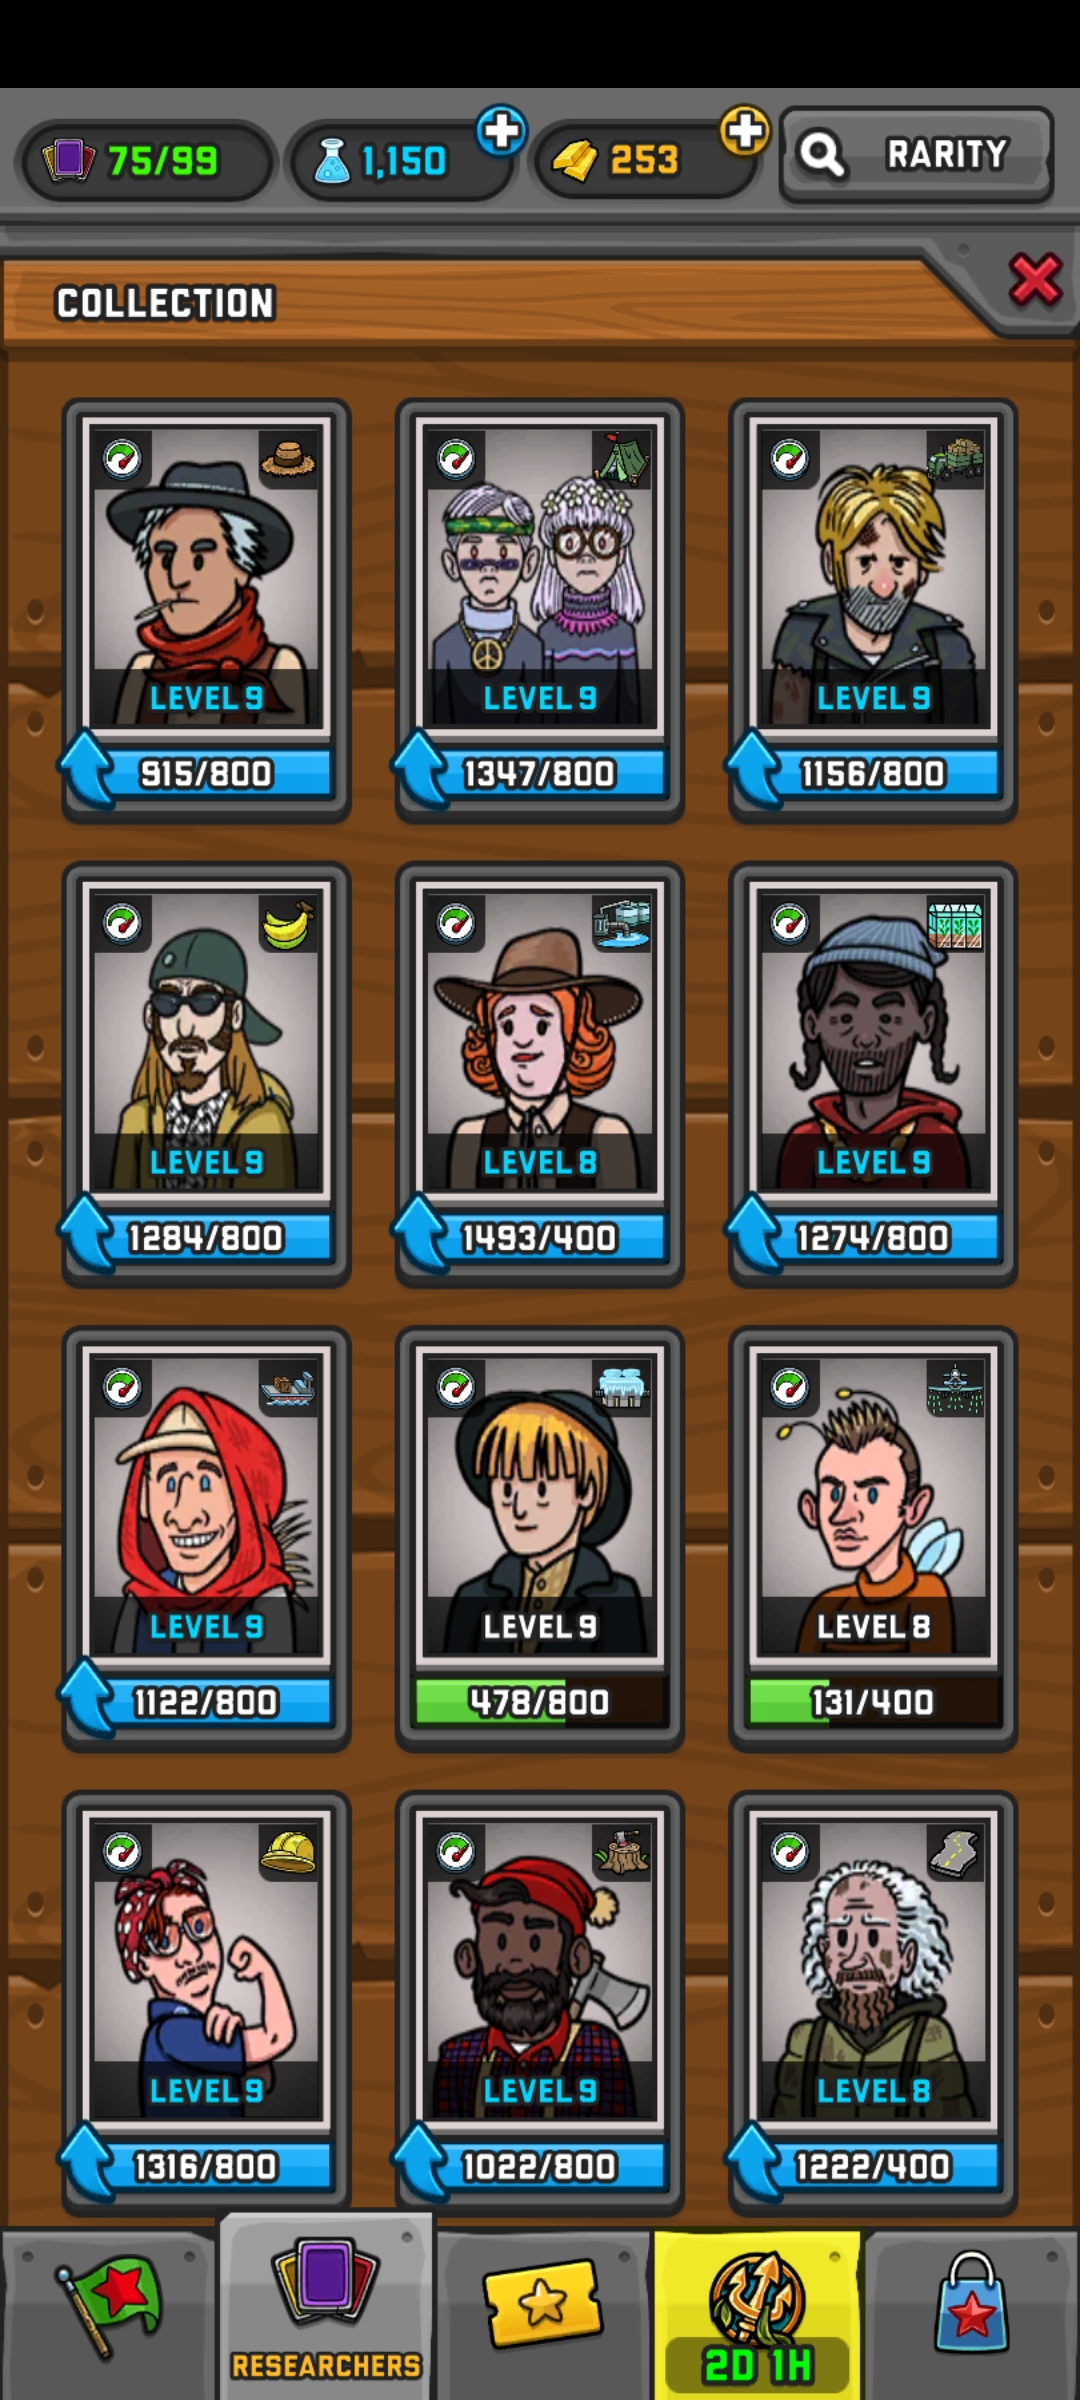 75/99 1,150 253 RARITY
COLLECTION
LEVEL 9 LEVEL 9 LEVEL 9
915/800 1347/800 1156/800
LEVEL 9 LEVEL 8 LEVEL 9
1284/800 1493/400 1274/800
LEVEL 9 LEVEL 9 LEVEL 8
1122/800 478/800 131/400
LEVEL 9 LEVEL 9 LEVEL 8
1316/800 1022/800 1222/400
RESEARCHERS 2D 1H